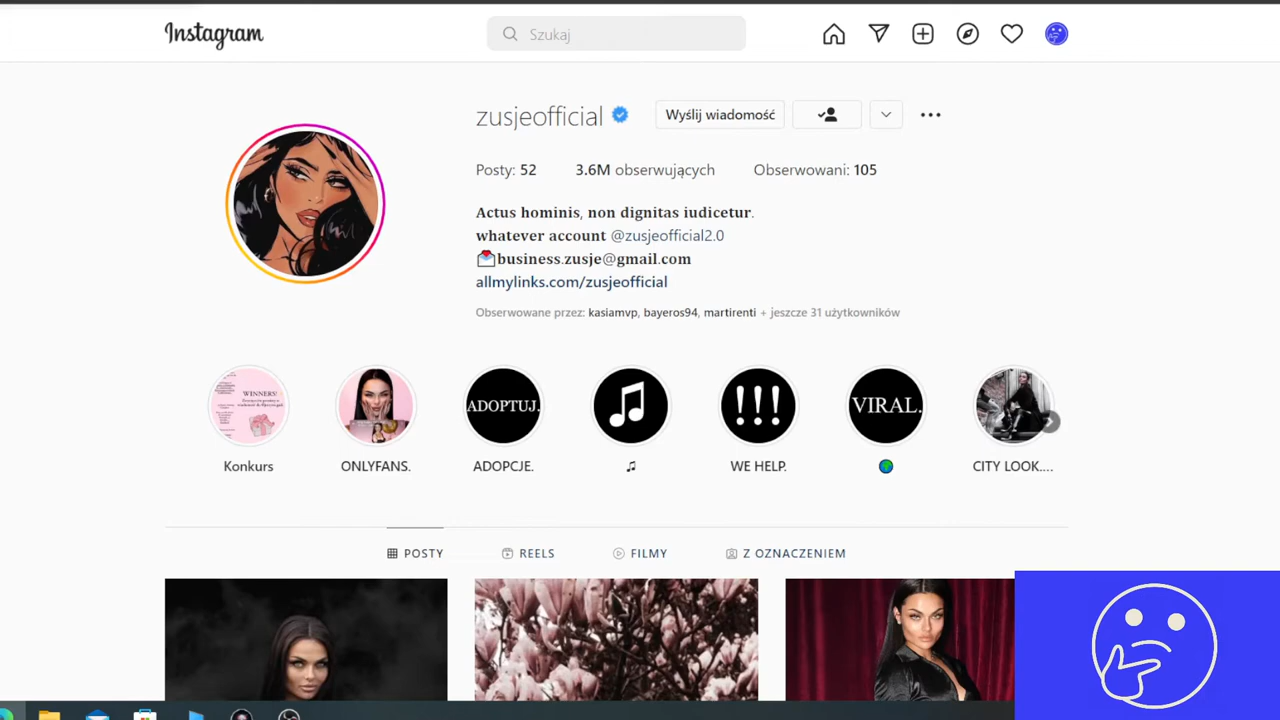 Instagram
Szukaj
zusjeofficial
Wyślij wiadomość
Posty: 52
3.6M obserwujących
Obserwowani: 105
Actus hominis, non dignitas iudicetur.
whatever account @zusjeofficial2.0
business.zusje@gmail.com
allmylinks.com/zusjeofficial
Obserwowane przez: kasiamvp, bayeros94, martirenti + jeszcze 31 użytkowników
WINNERS!
ADOPTUJ.
!!!
VIRAL.
Konkurs
ONLYFANS.
ADOPCJE.
WE HELP.
CITY LOOK....
POSTY
REELS
FILMY
Z OZNACZENIEM